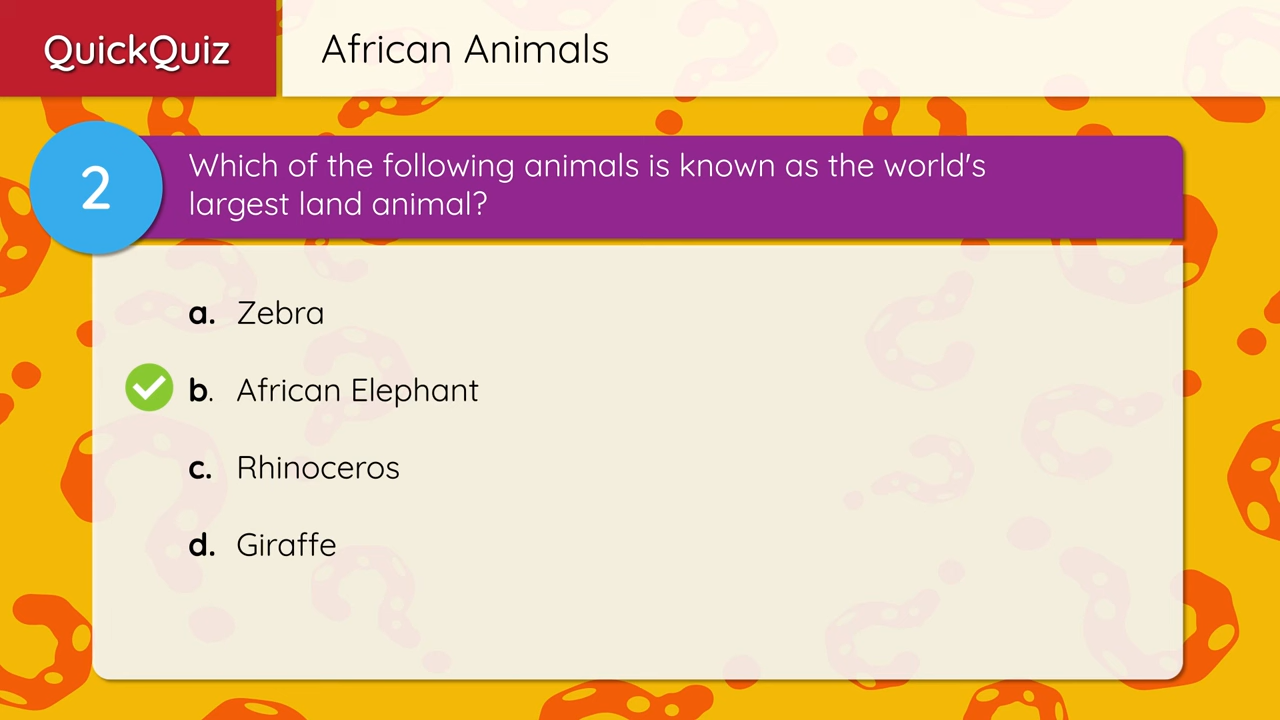 QuickQuiz
African Animals
2
Which of the following animals is known as the world's
largest land animal?
a. Zebra
b. African Elephant
c. Rhinoceros
d. Giraffe